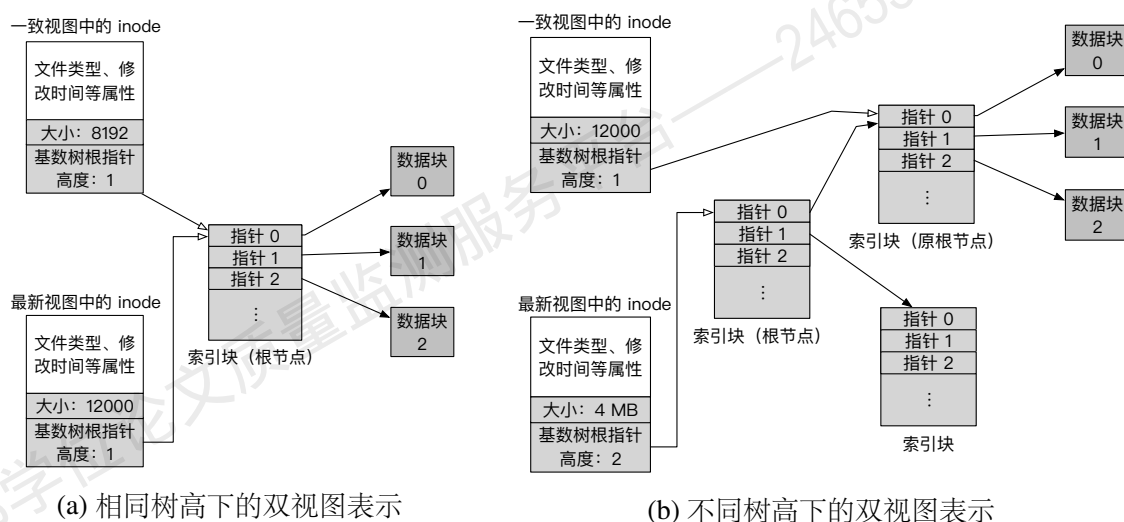 一致视图中的 inode
文件类型、修
改时间等属性
大小：8192
基数树根指针
高度：1
数据块
0
指针 0
指针 1
指针 2
⋮
索引块（根节点）
数据块
1
数据块
2
最新视图中的 inode
文件类型、修
改时间等属性
大小：12000
基数树根指针
高度：1
(a) 相同树高下的双视图表示
一致视图中的 inode
文件类型、修
改时间等属性
大小：12000
基数树根指针
高度：1
指针 0
指针 1
指针 2
⋮
索引块（原根节点）
数据块
0
数据块
1
数据块
2
指针 0
指针 1
指针 2
⋮
索引块（根节点）
最新视图中的 inode
文件类型、修
改时间等属性
大小：4 MB
基数树根指针
高度：2
指针 0
指针 1
指针 2
⋮
索引块
(b) 不同树高下的双视图表示